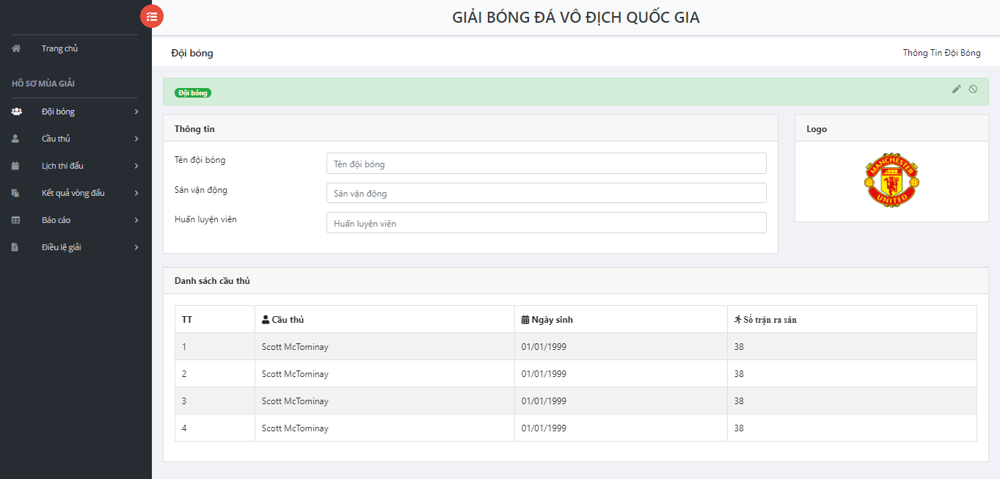 GIẢI BÓNG ĐÁ VÔ ĐỊCH QUỐC GIA
Trang chủ
HỒ SƠ MÙA GIẢI
Đội bóng
Cầu thủ
Lịch thi đấu
Kết quả vòng đấu
Báo cáo
Điều lệ giải
Đội bóng
Thông Tin Đội Bóng
Đội bóng
Thông tin
Tên đội bóng
Tên đội bóng
Sân vận động
Sân vận động
Huấn luyện viên
Huấn luyện viên
Logo
MANCHESTER
UNITED
Danh sách cầu thủ
TT Cầu thủ Ngày sinh Số trận ra sân
1 Scott McTominay 01/01/1999 38
2 Scott McTominay 01/01/1999 38
3 Scott McTominay 01/01/1999 38
4 Scott McTominay 01/01/1999 38